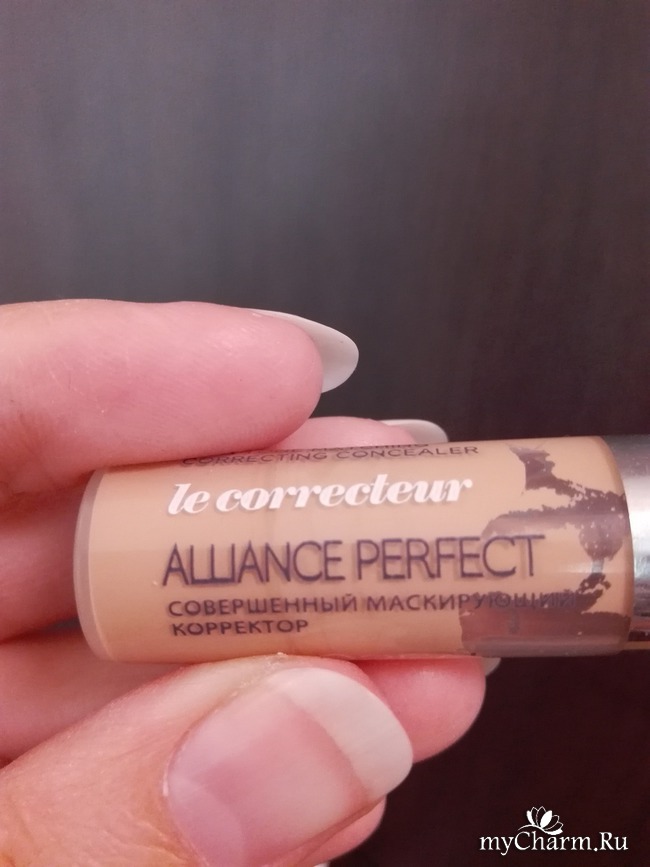 CORRECTING CONCEALER
le correcteur
ALLIANCE PERFECT
СОВЕРШЕННЫЙ МАСКИРУЮЩИЙ
КОРРЕКТОР
myCharm.Ru